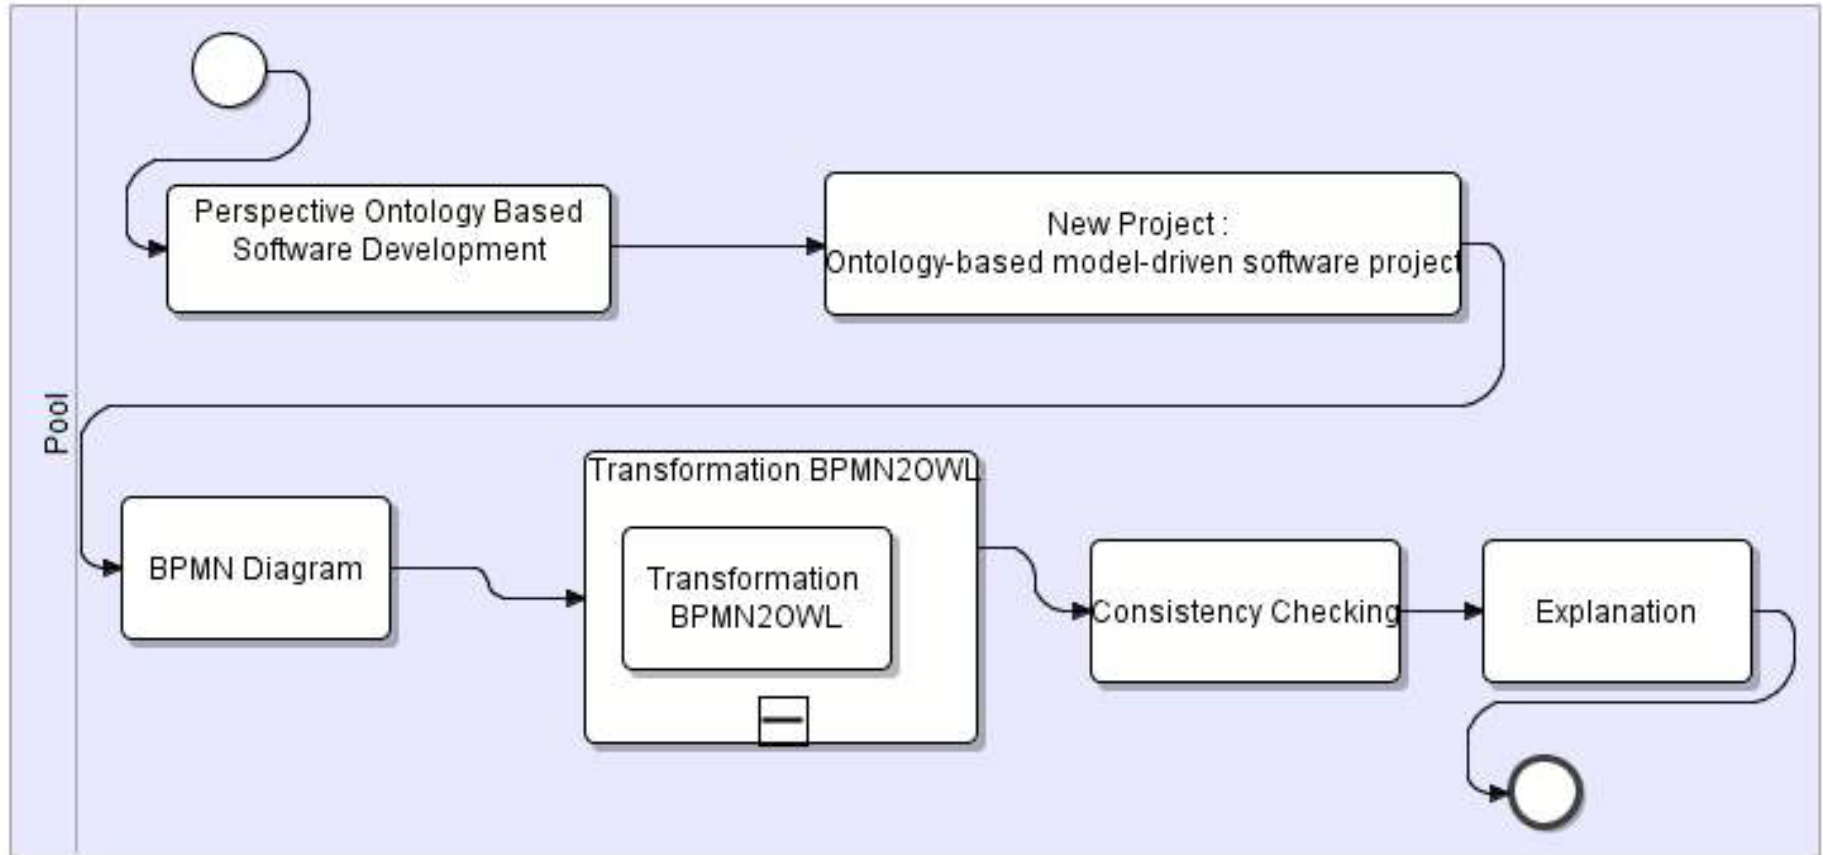 Pool
Perspective Ontology Based
Software Development
New Project :
Ontology-based model-driven software project
BPMN Diagram
Transformation BPMN2OWL
Transformation
BPMN2OWL
Consistency Checking
Explanation